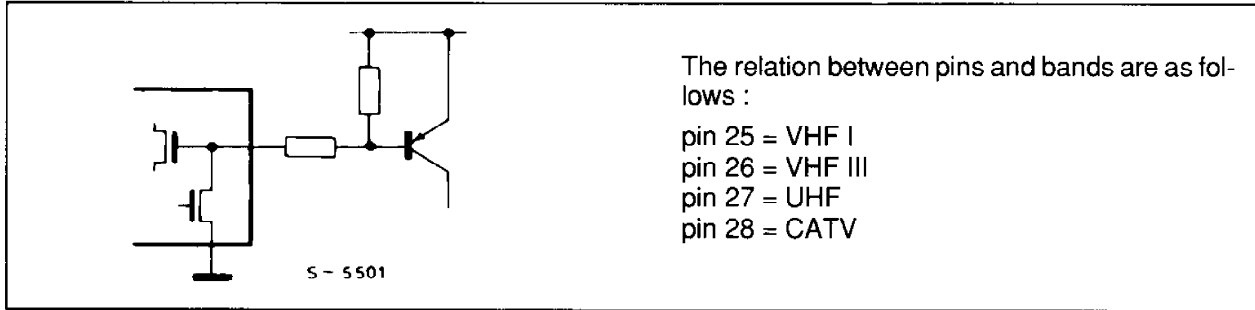 The relation between pins and bands are as fol-
lows :
pin 25 = VHF I
pin 26 = VHF III
pin 27 = UHF
pin 28 = CATV
S - 5501